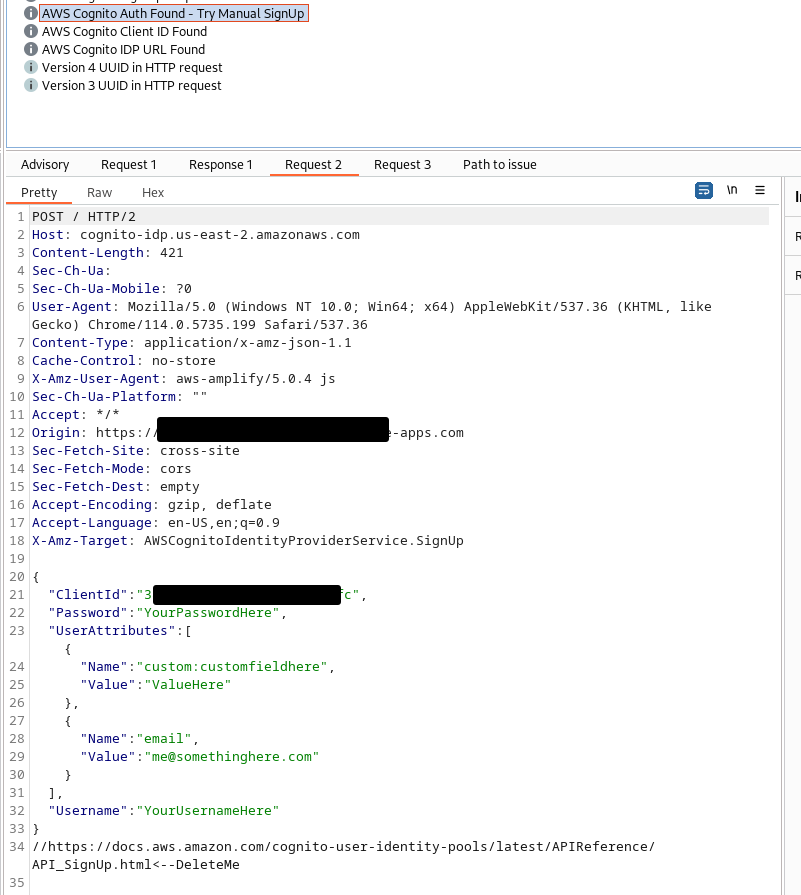 AWS Cognito Auth Found - Try Manual SignUp
AWS Cognito Client ID Found
AWS Cognito IDP URL Found
Version 4 UUID in HTTP request
Version 3 UUID in HTTP request
Advisory Request 1 Response 1 Request 2 Request 3 Path to issue
Pretty Raw Hex \n
1 POST / HTTP/2
2 Host: cognito-idp.us-east-2.amazonaws.com
3 Content-Length: 421
4 Sec-Ch-Ua:
5 Sec-Ch-Ua-Mobile: ?0
6 User-Agent: Mozilla/5.0 (Windows NT 10.0; Win64; x64) AppleWebKit/537.36 (KHTML, like
Gecko) Chrome/114.0.5735.199 Safari/537.36
7 Content-Type: application/x-amz-json-1.1
8 Cache-Control: no-store
9 X-Amz-User-Agent: aws-amplify/5.0.4 js
10 Sec-Ch-Ua-Platform: ""
11 Accept: */*
12 Origin: https://-apps.com
13 Sec-Fetch-Site: cross-site
14 Sec-Fetch-Mode: cors
15 Sec-Fetch-Dest: empty
16 Accept-Encoding: gzip, deflate
17 Accept-Language: en-US,en;q=0.9
18 X-Amz-Target: AWSCognitoIdentityProviderService.SignUp
19
20 {
21 "ClientId":"3fc",
22 "Password":"YourPasswordHere",
23 "UserAttributes":[
{
24 "Name":"custom:customfieldhere",
25 "Value":"ValueHere"
26 },
27 {
28 "Name":"email",
29 "Value":"me@somethinghere.com"
30 }
31 ],
32 "Username":"YourUsernameHere"
33 }
34 //https://docs.aws.amazon.com/cognito-user-identity-pools/latest/APIReference/
API_SignUp.html<--DeleteMe
35